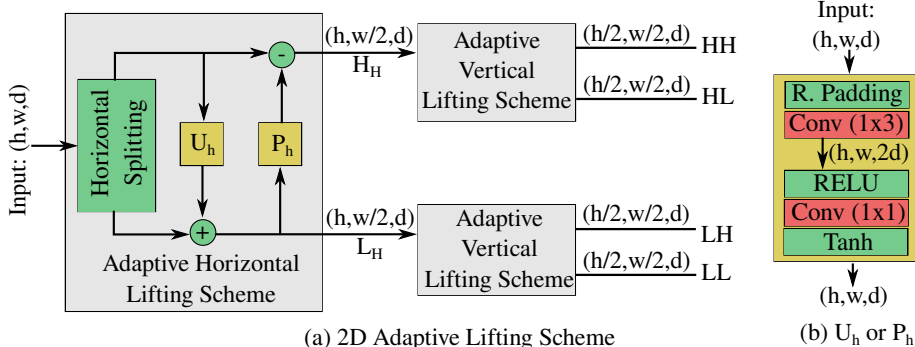 Input: (h,w,d)
Horizontal
Splitting
U_h
P_h
-
+
Adaptive Horizontal
Lifting Scheme
(h,w/2,d)
H_H
(h,w/2,d)
L_H
Adaptive
Vertical
Lifting Scheme
(h/2,w/2,d)
HH
(h/2,w/2,d)
HL
Adaptive
Vertical
Lifting Scheme
(h/2,w/2,d)
LH
(h/2,w/2,d)
LL
(a) 2D Adaptive Lifting Scheme
Input:
(h,w,d)
R. Padding
Conv (1x3)
(h,w,2d)
RELU
Conv (1x1)
Tanh
(h,w,d)
(b) U_h or P_h